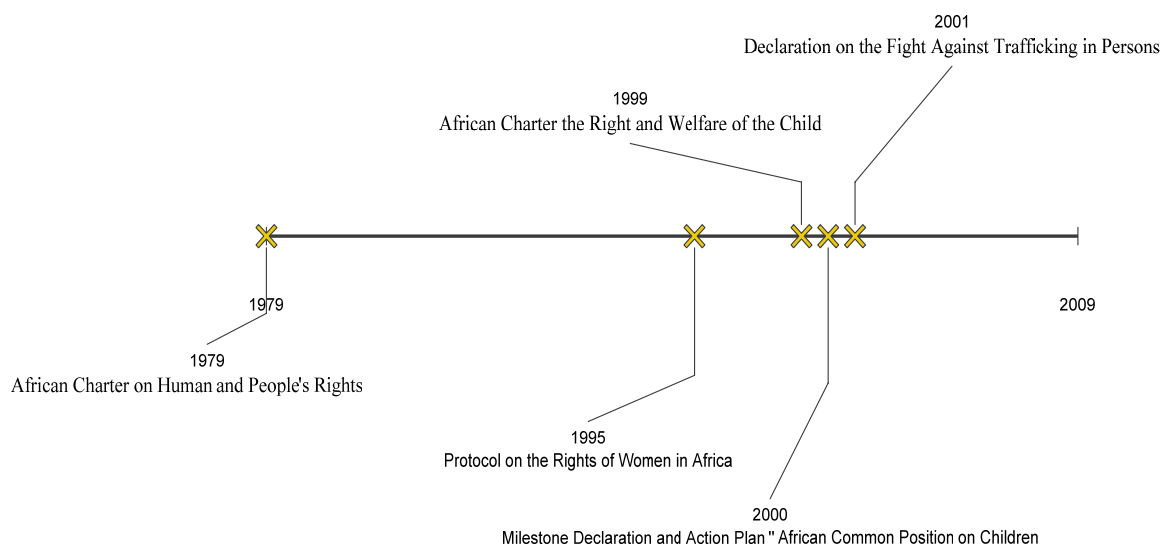 2001
Declaration on the Fight Against Trafficking in Persons
1999
African Charter the Right and Welfare of the Child
1979
2009
1979
African Charter on Human and People's Rights
1995
Protocol on the Rights of Women in Africa
2000
Milestone Declaration and Action Plan " African Common Position on Children